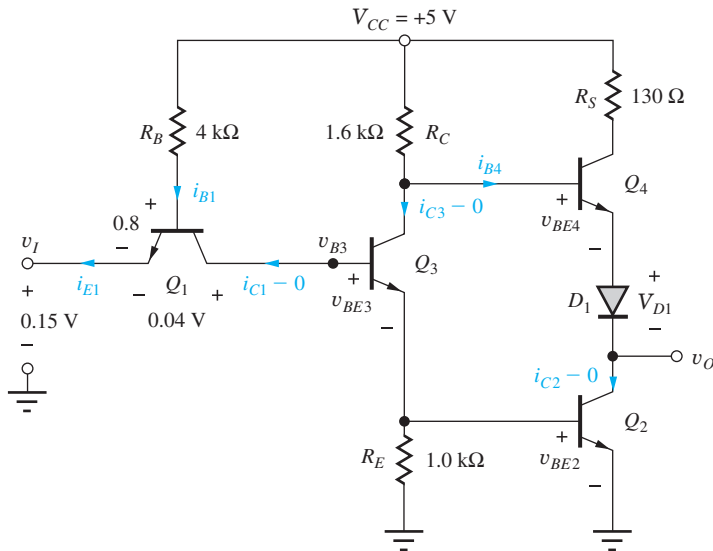 V_CC = +5 V
R_B
4 kΩ
1.6 kΩ
R_C
R_S
130 Ω
i_B1
i_B4
i_C3 – 0
Q_4
v_BE4
+
–
v_I
+
0.8
–
i_E1
–
Q_1
+
i_C1 – 0
v_B3
+
v_BE3
–
Q_3
+
0.15 V
–
0.04 V
D_1
+
V_D1
–
i_C2 – 0
v_O
R_E
1.0 kΩ
+
v_BE2
–
Q_2